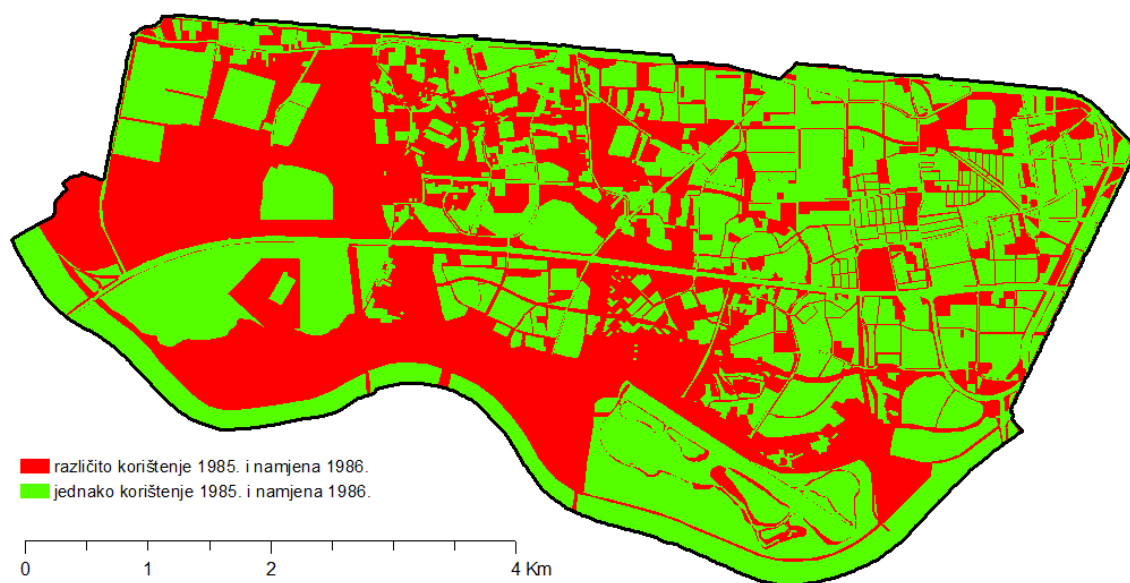 različito korištenje 1985. i namjena 1986.
jednako korištenje 1985. i namjena 1986.
0 1 2 4 Km